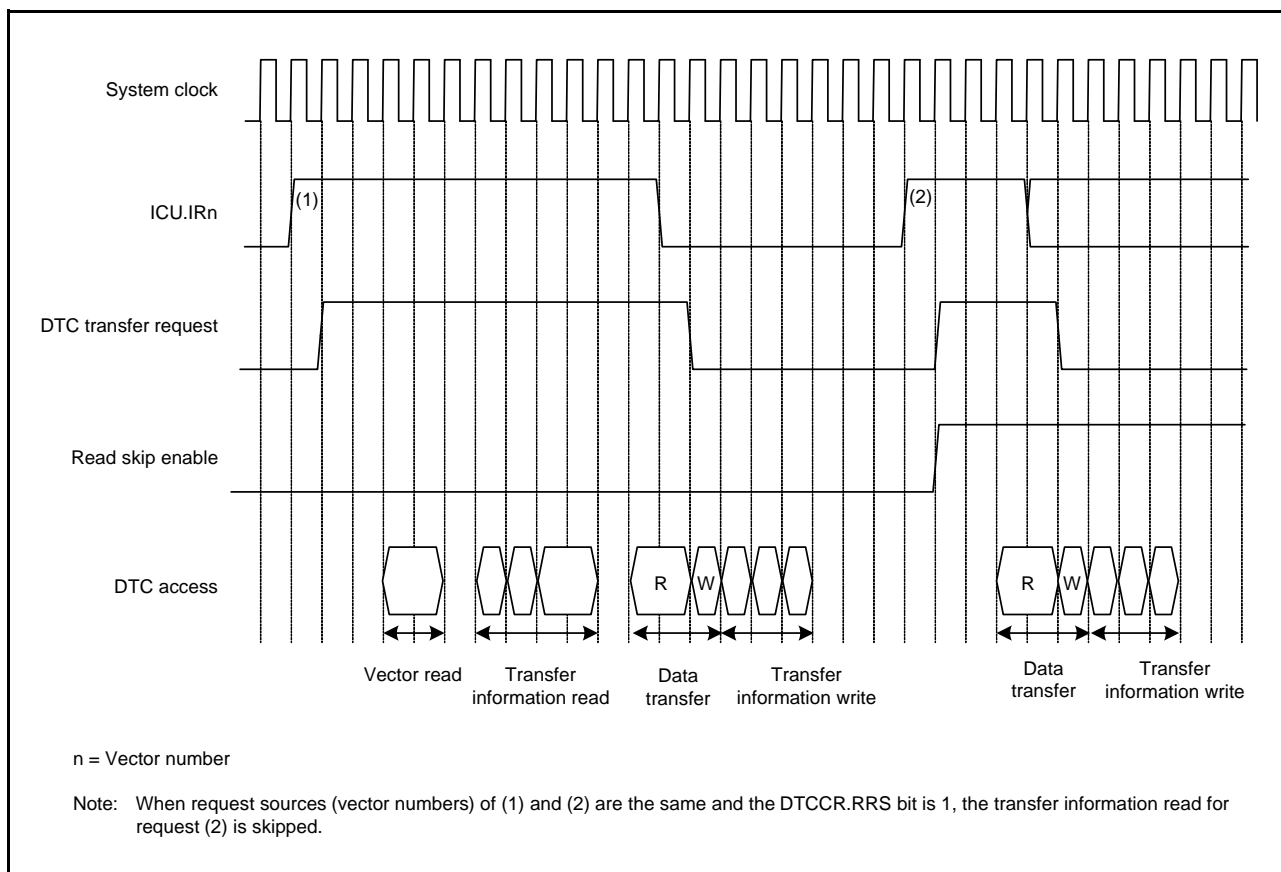 System clock
ICU.IRn
(1)
(2)
DTC transfer request
Read skip enable
DTC access
R
W
R
W
Vector read
Transfer
information read
Data
transfer
Transfer
information write
Data
transfer
Transfer
information write
n = Vector number
Note: When request sources (vector numbers) of (1) and (2) are the same and the DTCCR.RRS bit is 1, the transfer information read for
request (2) is skipped.